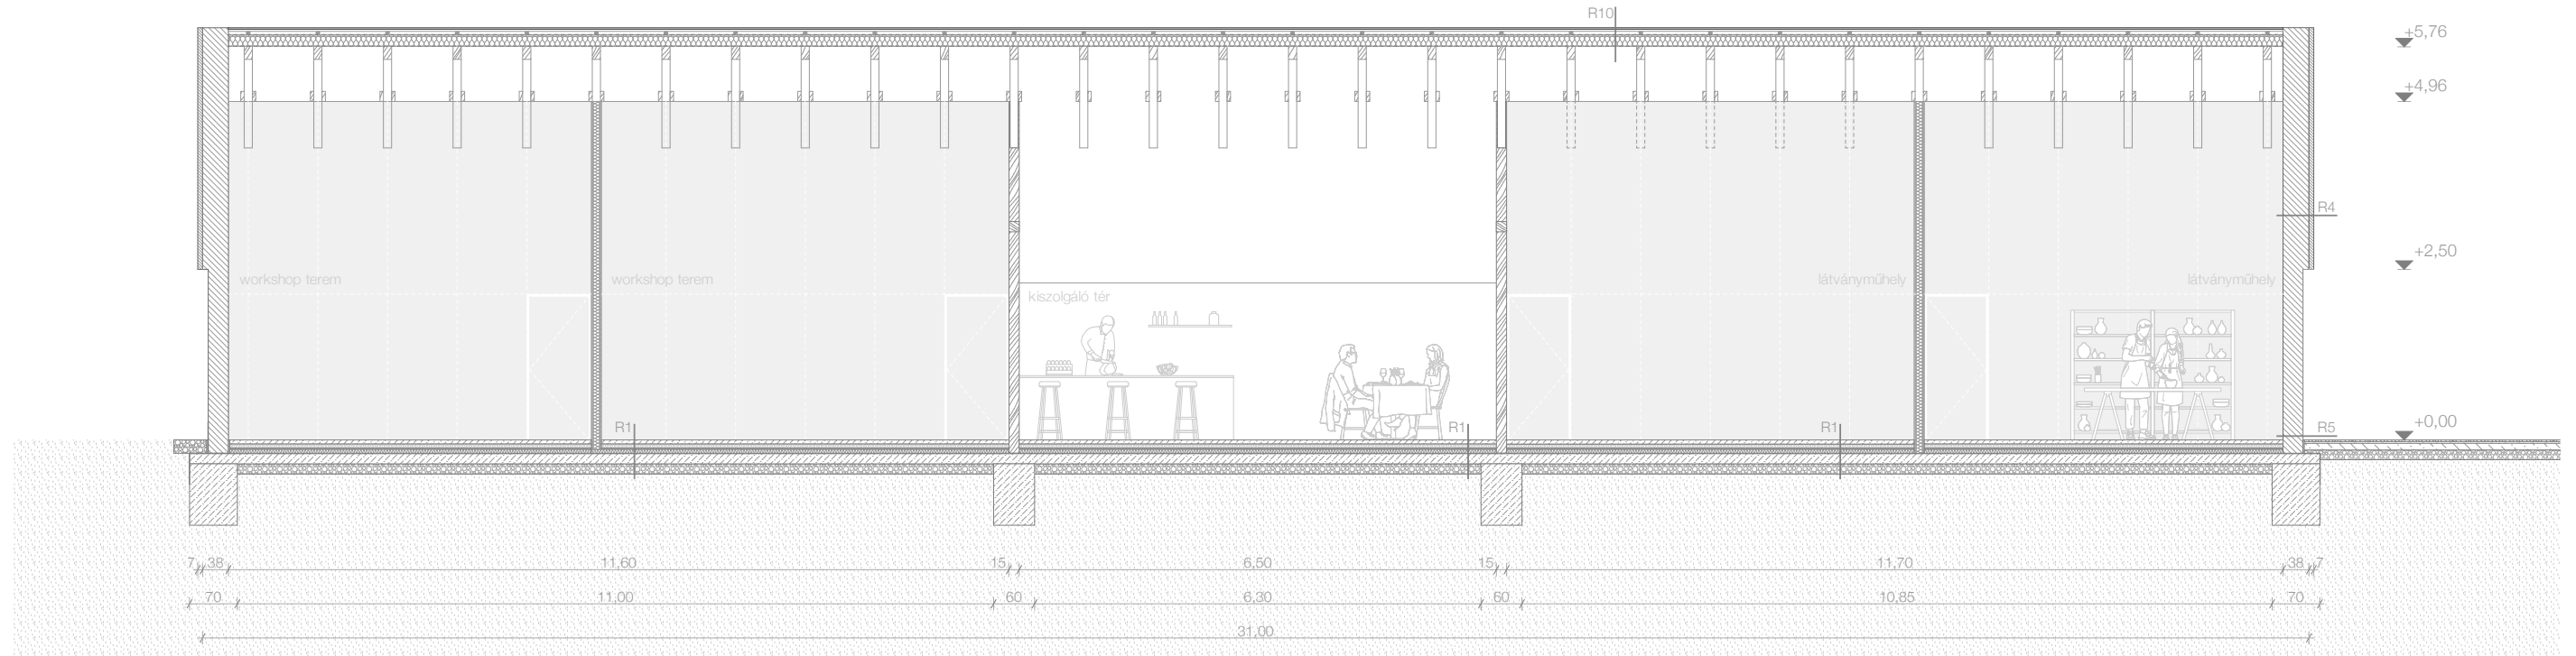 R10
+5,76
+4,96
R4
+2,50
workshop terem
workshop terem
látványműhely
látványműhely
kiszolgáló tér
+0,00
R1
R1
R1
R5
7 38 11,60 15 6,50 15 11,70 38 7
70 11,00 60 6,30 60 10,85 70
31,00